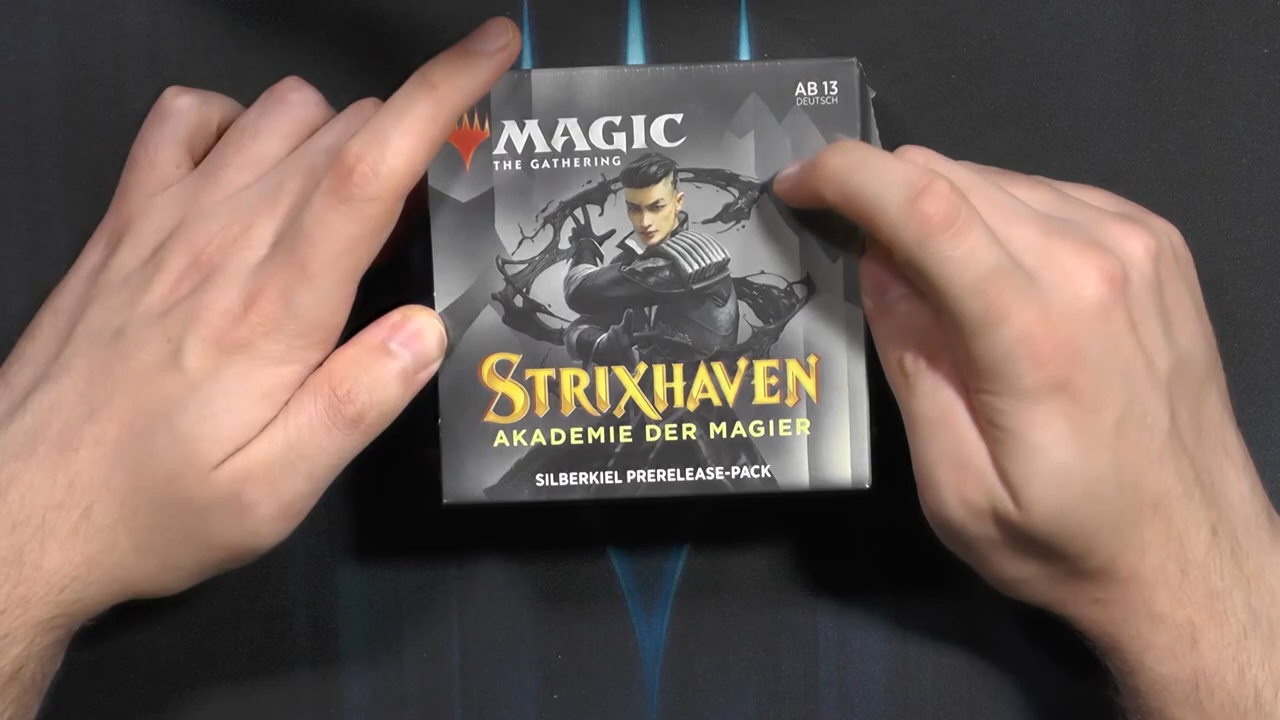 AB 13
DEUTSCH
MAGIC
THE GATHERING
STRIXHAVEN
AKADEMIE DER MAGIER
SILBERKIEL PRERELEASE-PACK